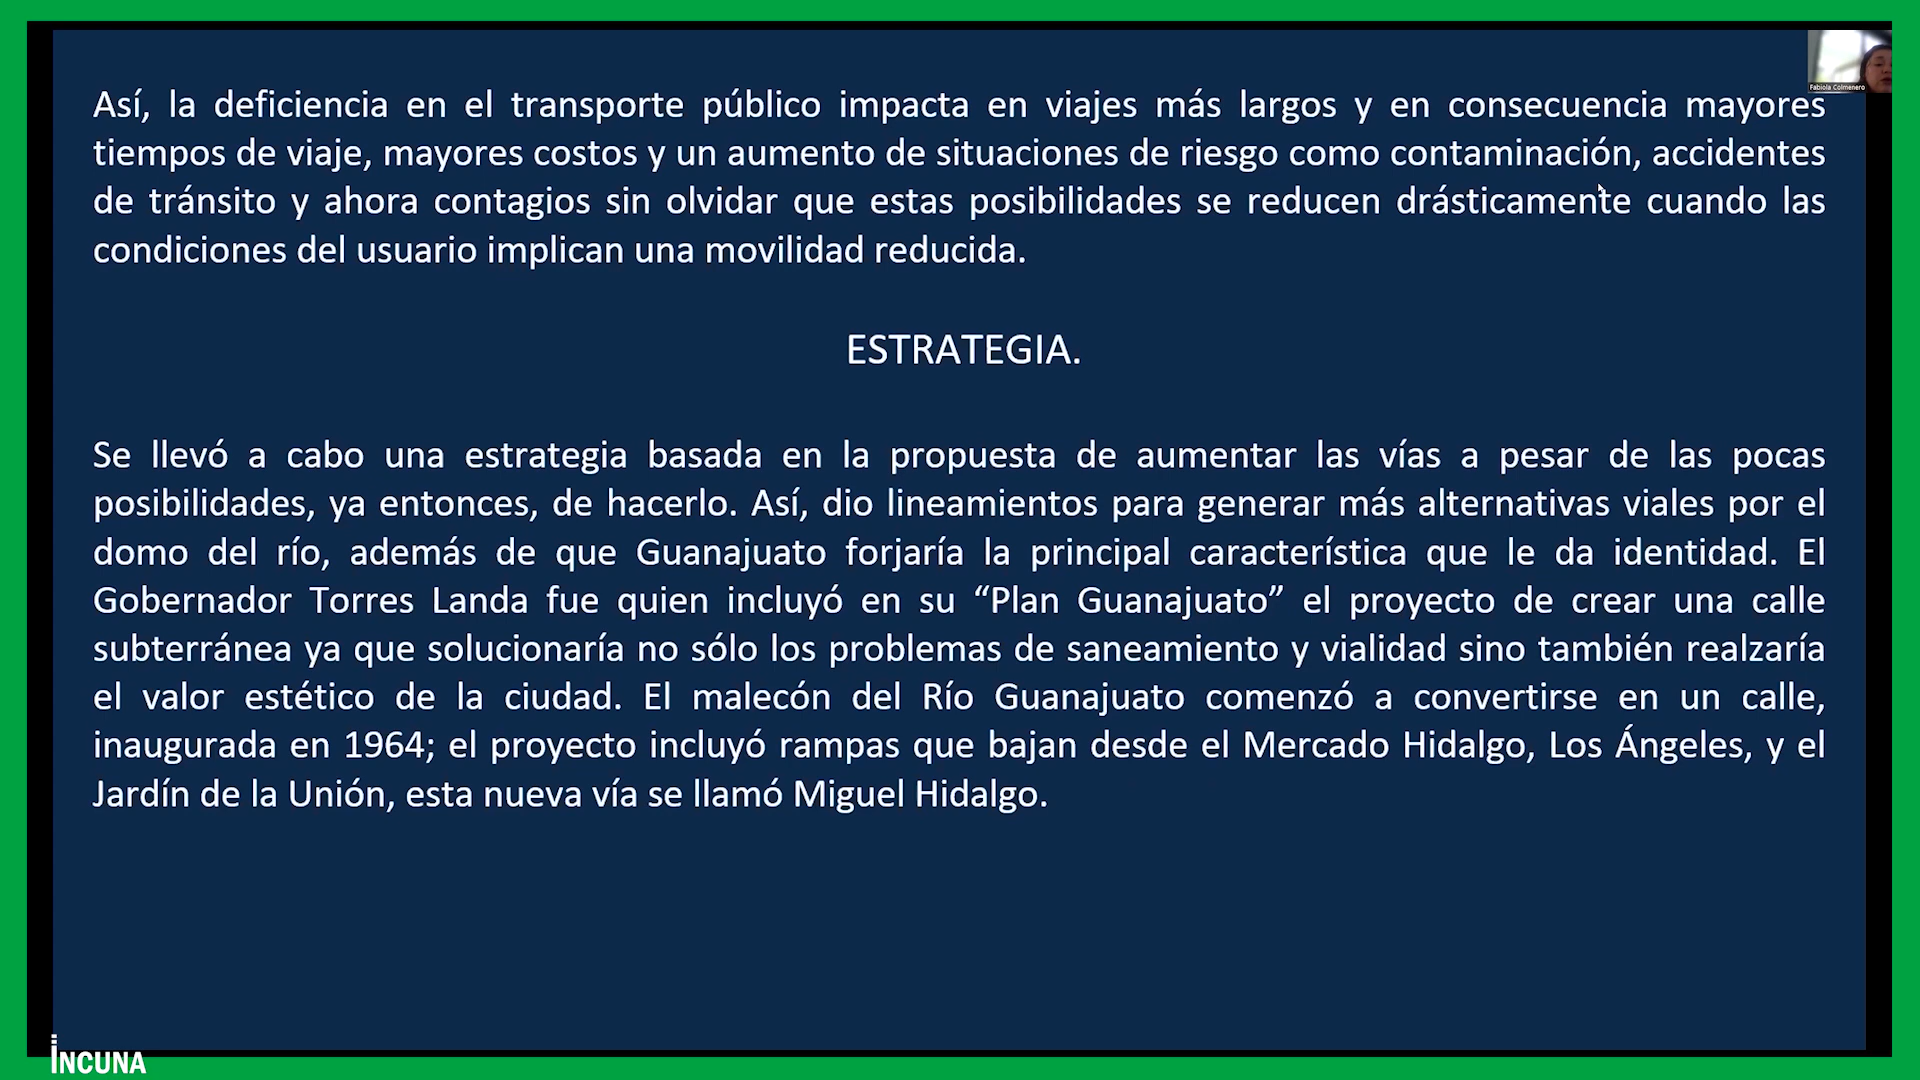 Así, la deficiencia en el transporte público impacta en viajes más largos y en consecuencia mayores
tiempos de viaje, mayores costos y un aumento de situaciones de riesgo como contaminación, accidentes
de tránsito y ahora contagios sin olvidar que estas posibilidades se reducen drásticamente cuando las
condiciones del usuario implican una movilidad reducida.
ESTRATEGIA.
Se llevó a cabo una estrategia basada en la propuesta de aumentar las vías a pesar de las pocas
posibilidades, ya entonces, de hacerlo. Así, dio lineamientos para generar más alternativas viales por el
domo del río, además de que Guanajuato forjaría la principal característica que le da identidad. El
Gobernador Torres Landa fue quien incluyó en su “Plan Guanajuato” el proyecto de crear una calle
subterránea ya que solucionaría no sólo los problemas de saneamiento y vialidad sino también realzaría
el valor estético de la ciudad. El malecón del Río Guanajuato comenzó a convertirse en un calle,
inaugurada en 1964; el proyecto incluyó rampas que bajan desde el Mercado Hidalgo, Los Ángeles, y el
Jardín de la Unión, esta nueva vía se llamó Miguel Hidalgo.
Fabiola Colmenero
INCUNA